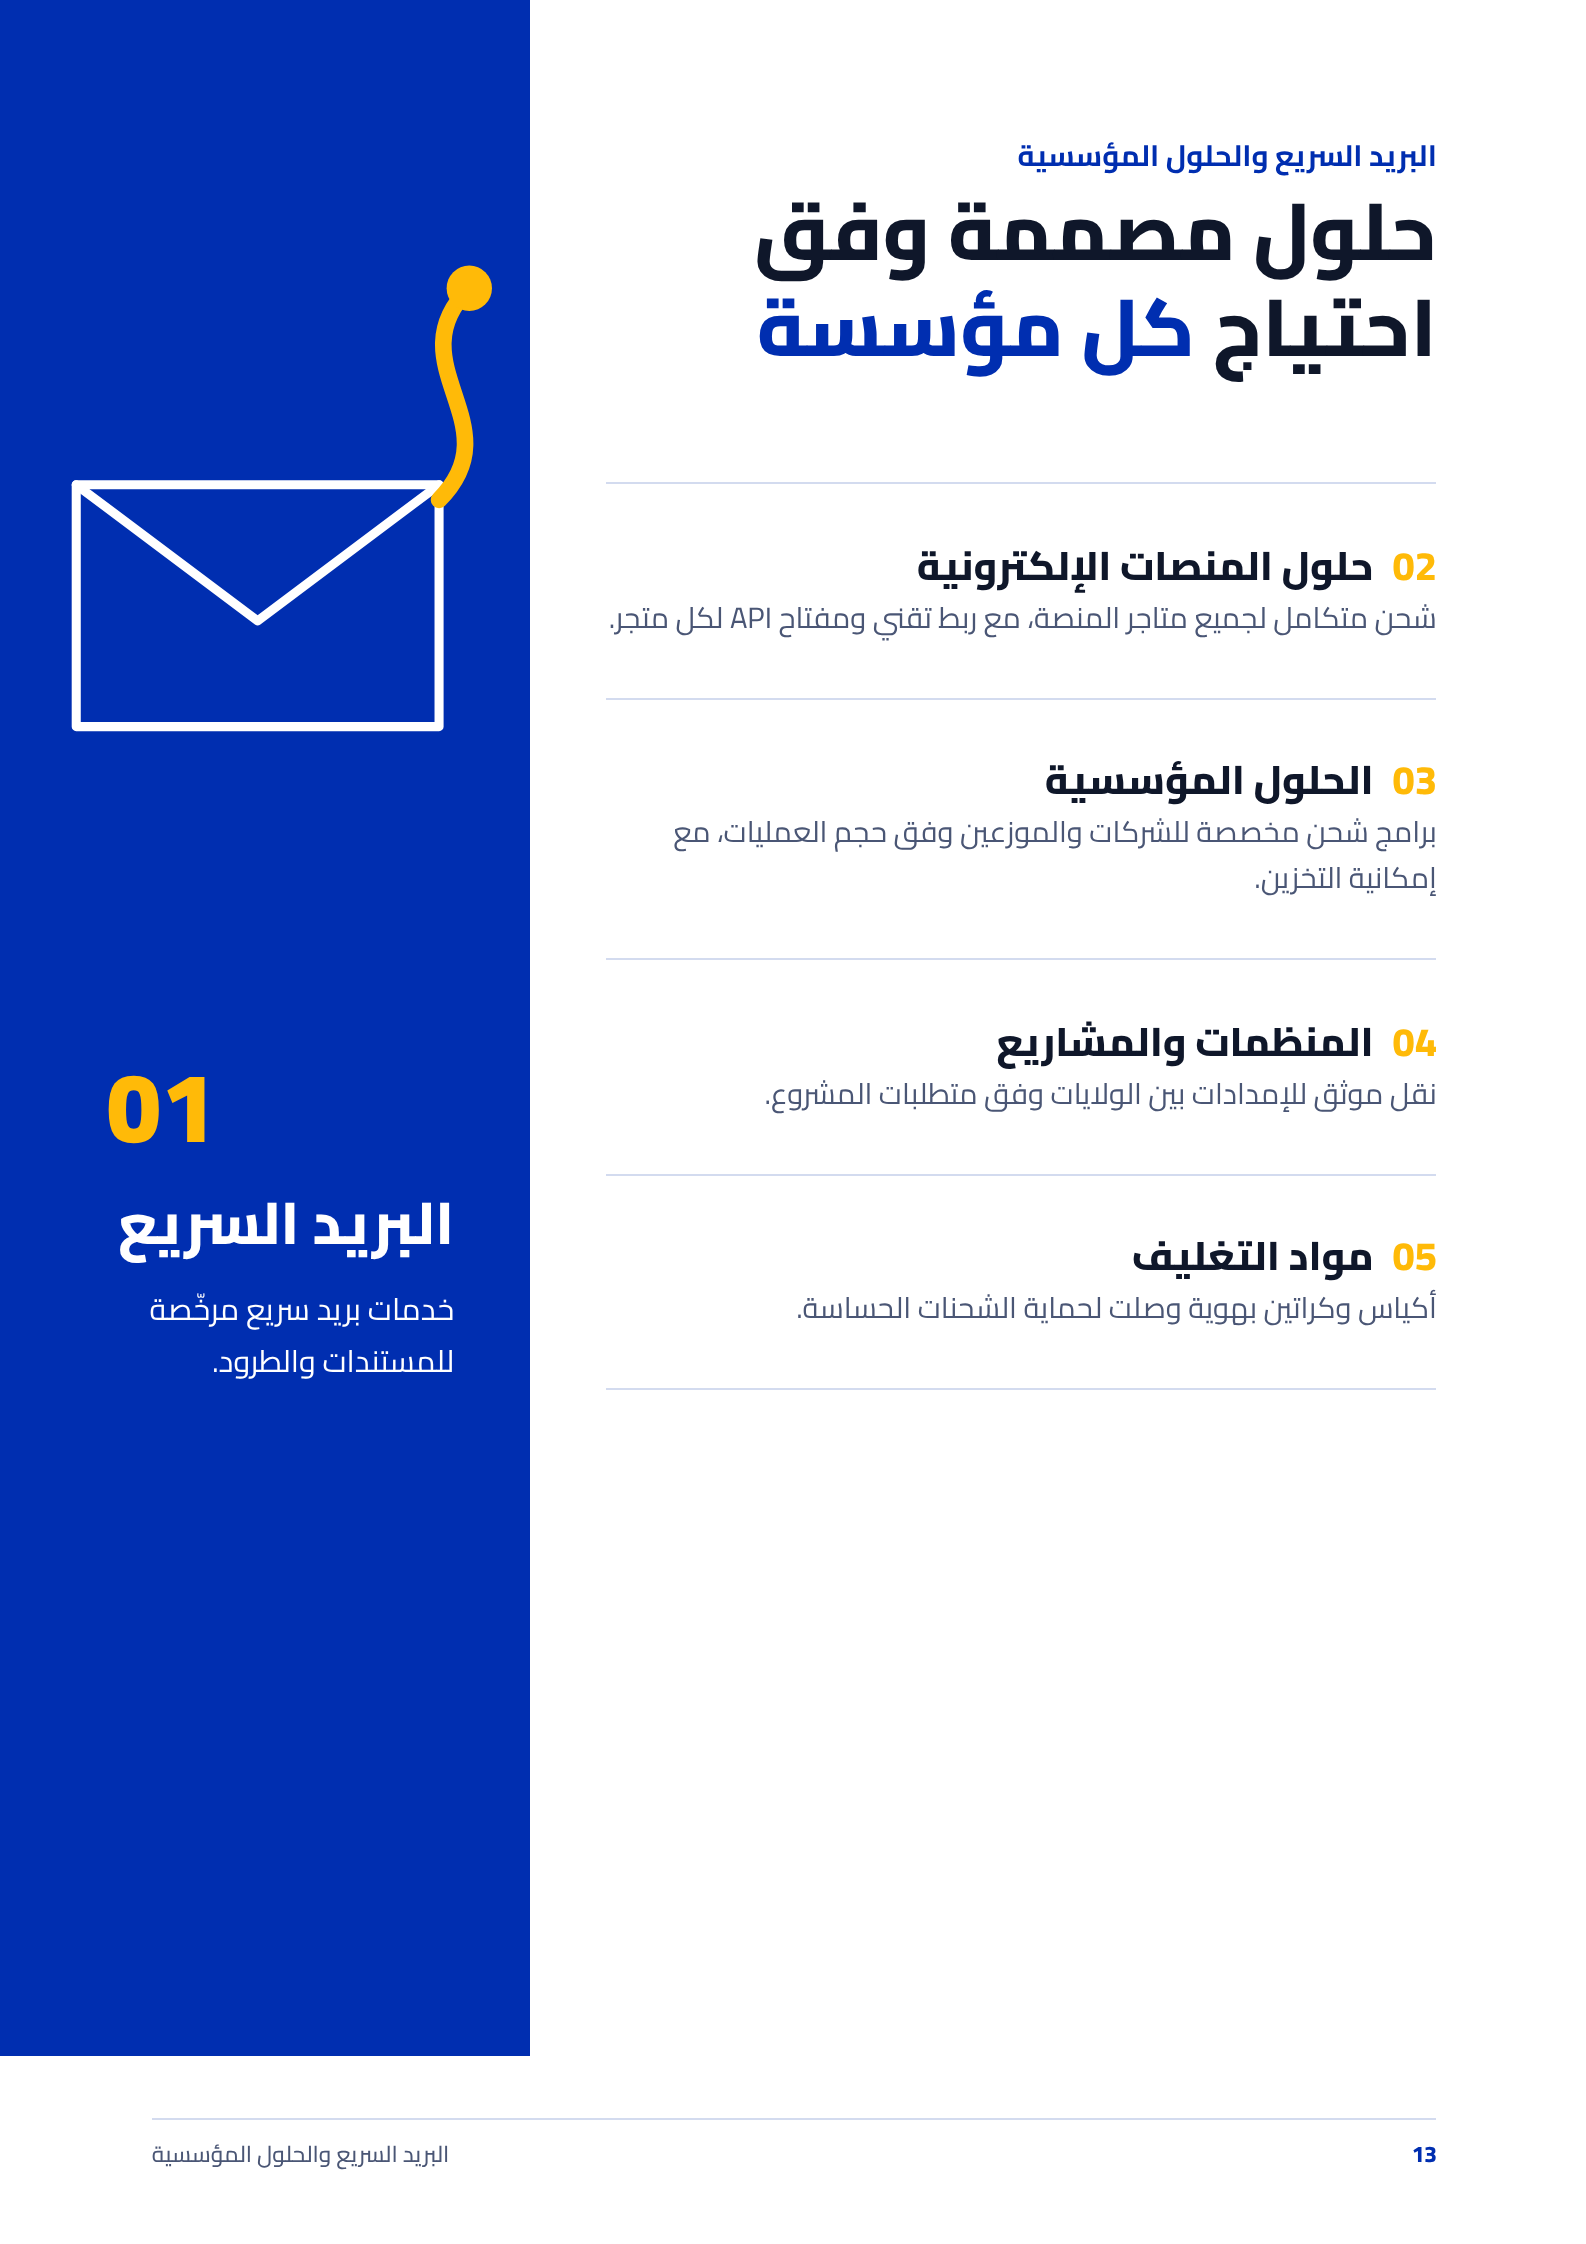 البريد السريع والحلول المؤسسية
حلول مصممة وفق
احتياج كل مؤسسة
02 حلول المنصات الإلكترونية
شحن متكامل لجميع متاجر المنصة، مع ربط تقني ومفتاح API لكل متجر.
03 الحلول المؤسسية
برامج شحن مخصصة للشركات والموزعين وفق حجم العمليات، مع
إمكانية التخزين.
04 المنظمات والمشاريع
نقل موثق للإمدادات بين الولايات وفق متطلبات المشروع.
05 مواد التغليف
أكياس وكراتين بهوية وصلت لحماية الشحنات الحساسة.
01
البريد السريع
خدمات بريد سريع مرخّصة
للمستندات والطرود.
13
البريد السريع والحلول المؤسسية